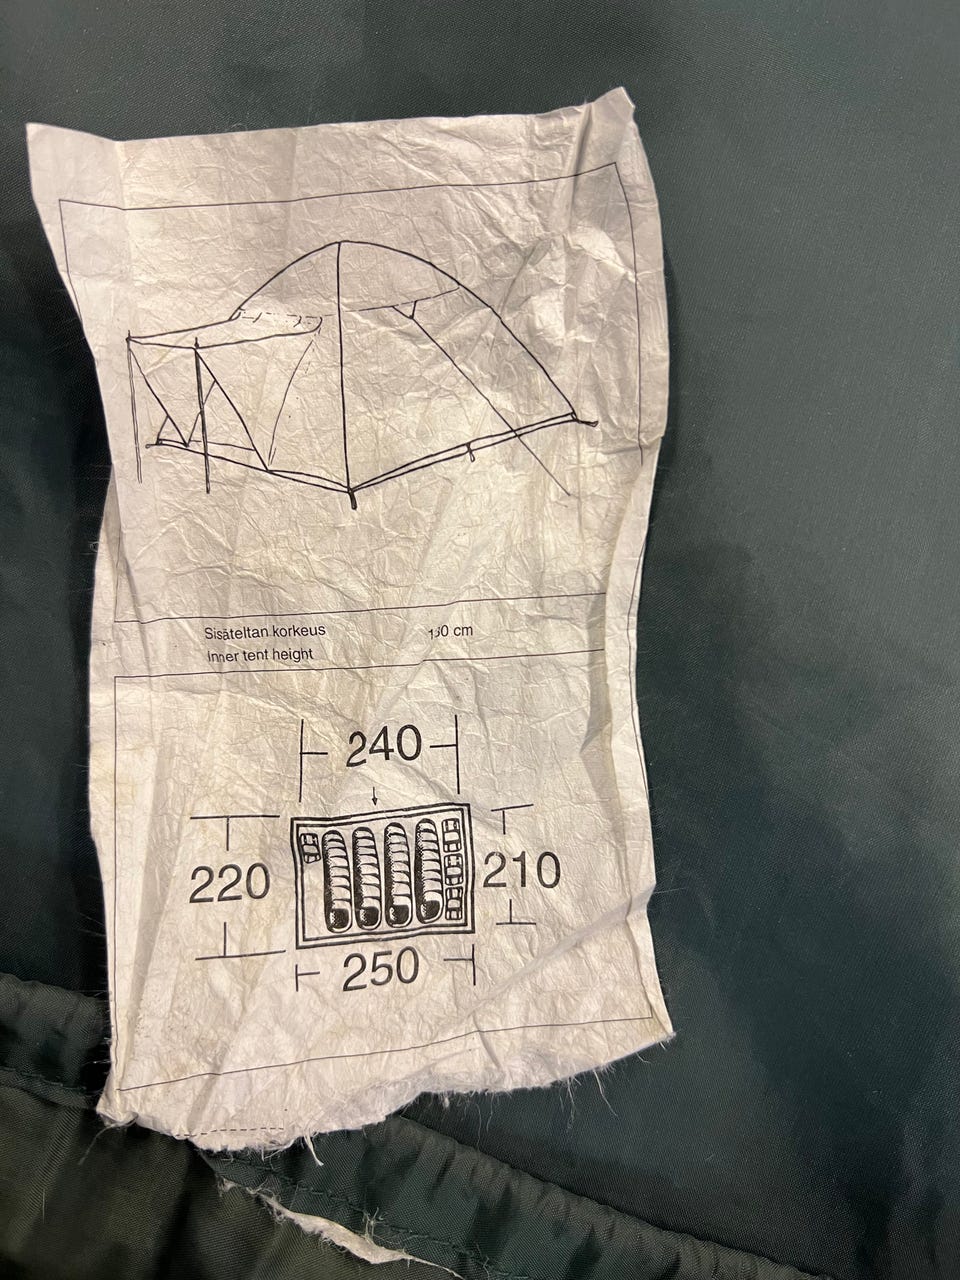 Sisäteltan korkeus
inner tent height
cm
240
220
210
250